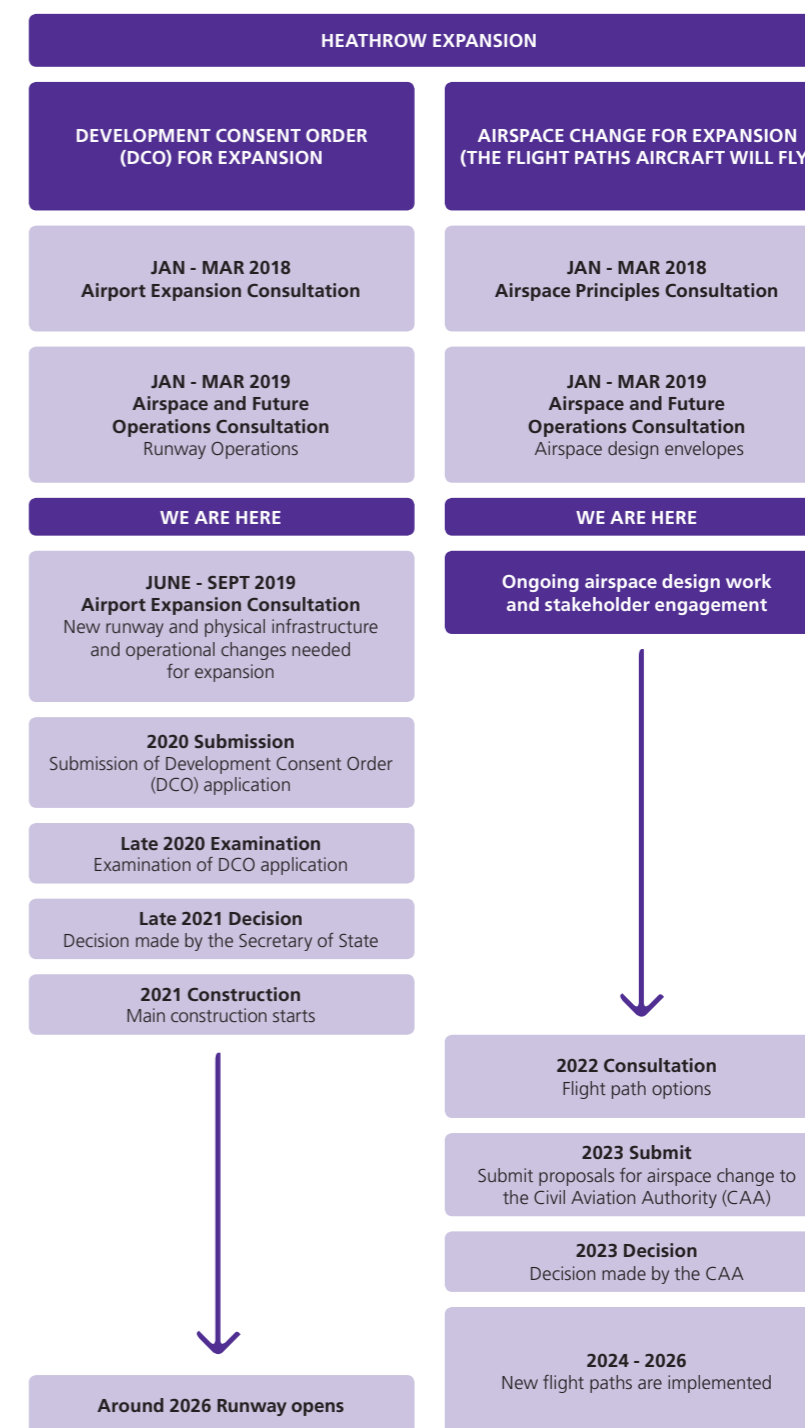 HEATHROW EXPANSION
DEVELOPMENT CONSENT ORDER
(DCO) FOR EXPANSION
JAN - MAR 2018
Airport Expansion Consultation
JAN - MAR 2019
Airspace and Future
Operations Consultation
Runway Operations
WE ARE HERE
JUNE - SEPT 2019
Airport Expansion Consultation
New runway and physical infrastructure
and operational changes needed
for expansion
2020 Submission
Submission of Development Consent Order
(DCO) application
Late 2020 Examination
Examination of DCO application
Late 2021 Decision
Decision made by the Secretary of State
2021 Construction
Main construction starts
Around 2026 Runway opens
AIRSPACE CHANGE FOR EXPANSION
(THE FLIGHT PATHS AIRCRAFT WILL FLY
JAN - MAR 2018
Airspace Principles Consultation
JAN - MAR 2019
Airspace and Future
Operations Consultation
Airspace design envelopes
WE ARE HERE
Ongoing airspace design work
and stakeholder engagement
2022 Consultation
Flight path options
2023 Submit
Submit proposals for airspace change to
the Civil Aviation Authority (CAA)
2023 Decision
Decision made by the CAA
2024 - 2026
New flight paths are implemented